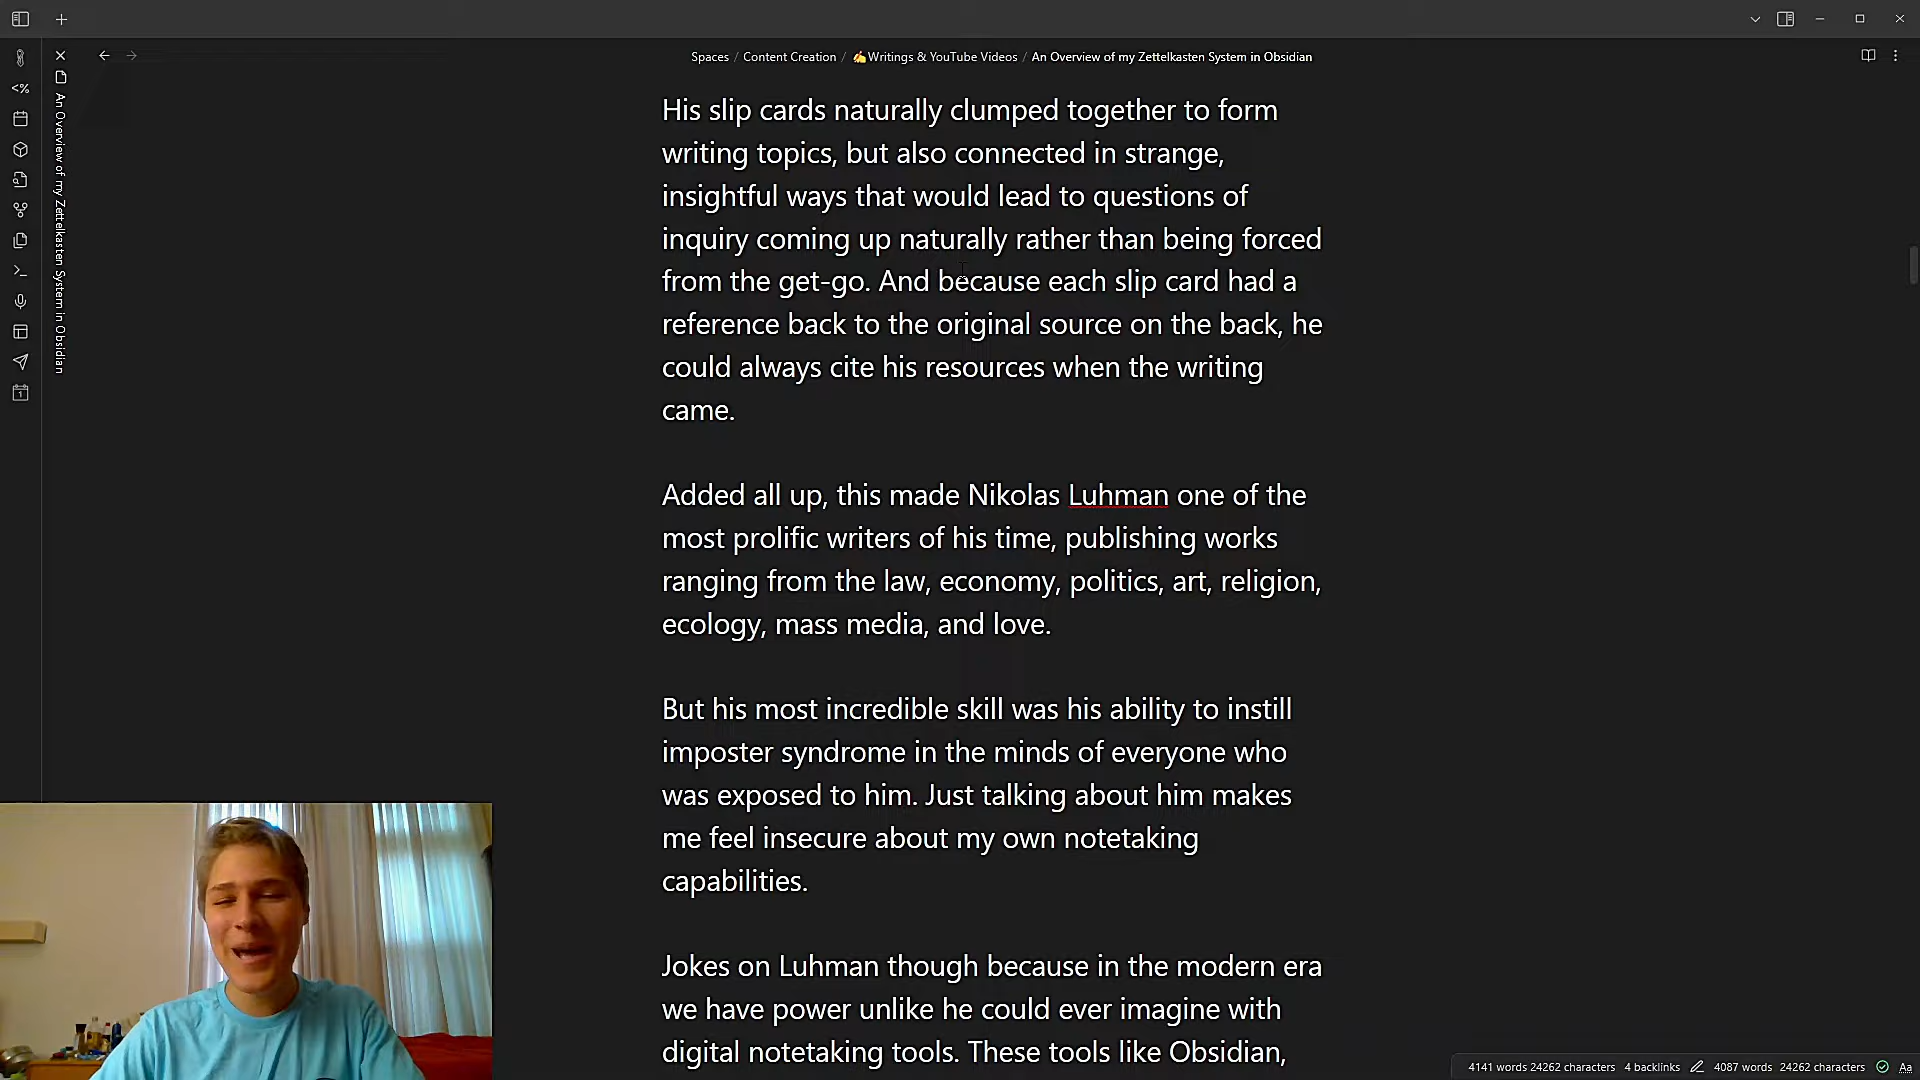 Spaces / Content Creation / ✍️Writings & YouTube Videos / An Overview of my Zettelkasten System in Obsidian
An Overview of my Zettelkasten System in Obsidian
His slip cards naturally clumped together to form
writing topics, but also connected in strange,
insightful ways that would lead to questions of
inquiry coming up naturally rather than being forced
from the get-go. And because each slip card had a
reference back to the original source on the back, he
could always cite his resources when the writing
came.
Added all up, this made Nikolas Luhman one of the
most prolific writers of his time, publishing works
ranging from the law, economy, politics, art, religion,
ecology, mass media, and love.
But his most incredible skill was his ability to instill
imposter syndrome in the minds of everyone who
was exposed to him. Just talking about him makes
me feel insecure about my own notetaking
capabilities.
Jokes on Luhman though because in the modern era
we have power unlike he could ever imagine with
digital notetaking tools. These tools like Obsidian,
4141 words 24262 characters 4 backlinks 4087 words 24262 characters Aa